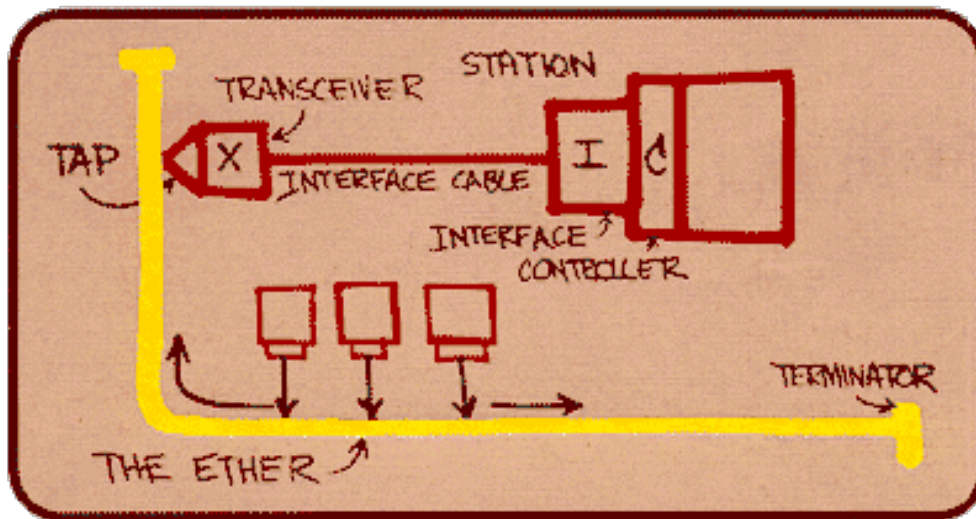 STATION
TRANSCEIVER
TAP
X
I
C
INTERFACE CABLE
INTERFACE
CONTROLLER
TERMINATOR
THE ETHER